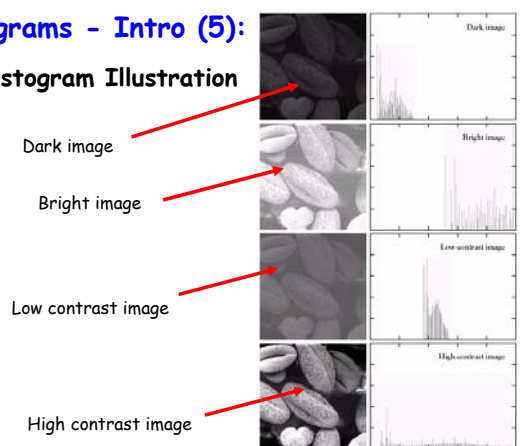 grams - Intro (5):
stogram Illustration
Dark image
Bright image
Low contrast image
High contrast image
Dark image
Bright image
Low-contrast image
High-contrast image